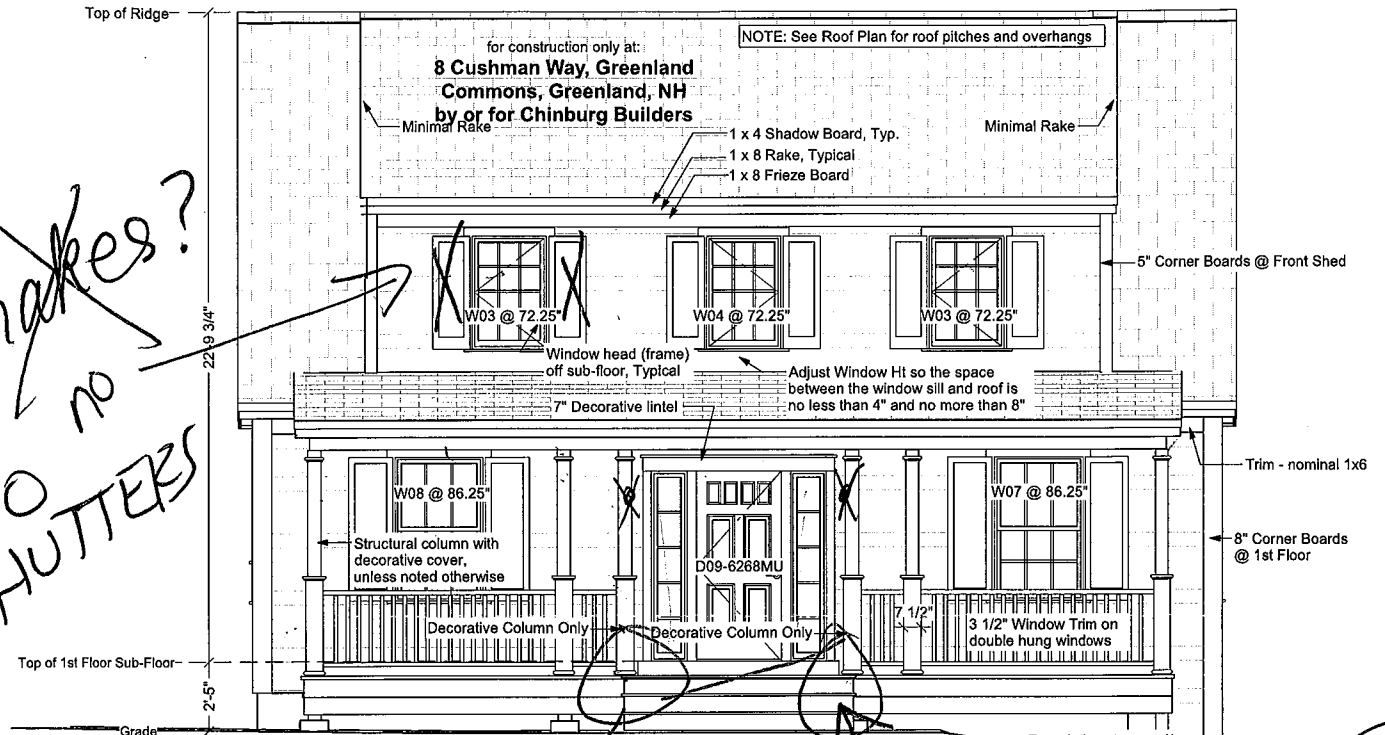 Top of Ridge
for construction only at:
8 Cushman Way, Greenland
Commons, Greenland, NH
by or for Chinburg Builders
NOTE: See Roof Plan for roof pitches and overhangs
Minimal Rake
Minimal Rake
1 x 4 Shadow Board, Typ.
1 x 8 Rake, Typical
1 x 8 Frieze Board
5" Corner Boards @ Front Shed
22'-9 3/4"
W03 @ 72.25"
W04 @ 72.25"
W03 @ 72.25"
no
Window head (frame)
off sub-floor, Typical
Adjust Window Ht so the space
between the window sill and roof is
no less than 4" and no more than 8"
7" Decorative lintel
HUTTERS
Trim - nominal 1x6
W08 @ 86.25"
W07 @ 86.25"
Structural column with
decorative cover,
unless noted otherwise
D09-6268MU
8" Corner Boards
@ 1st Floor
7 1/2"
3 1/2" Window Trim on
double hung windows
Decorative Column Only
Decorative Column Only
Top of 1st Floor Sub-Floor
2'-5"
Grade